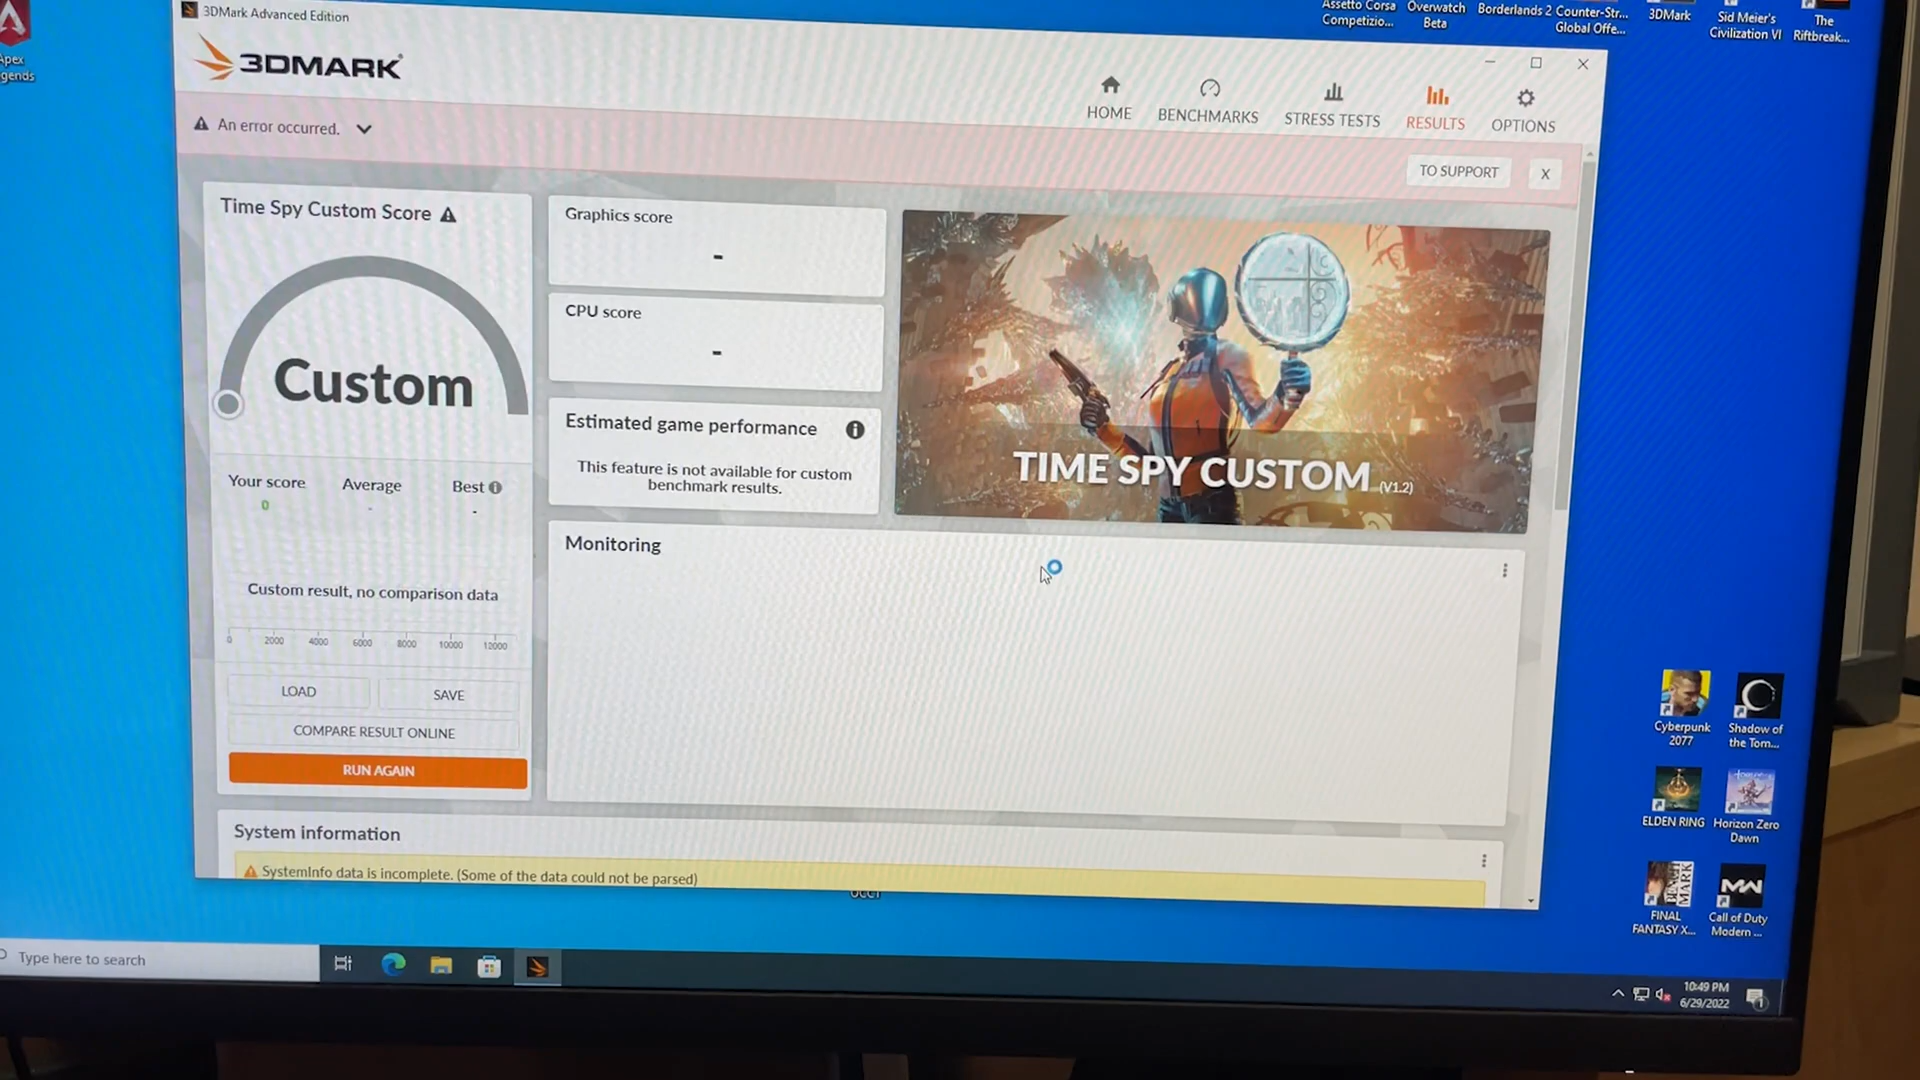 3DMark Advanced Edition
Assetto Corsa
Competizio...
Overwatch
Beta
Borderlands 2
Counter-Str...
Global Offe...
3DMark
Sid Meier's
Civilization VI
The
Riftbreak...
Apex
gends
3DMARK
HOME
BENCHMARKS
STRESS TESTS
RESULTS
OPTIONS
An error occurred.
TO SUPPORT
X
Time Spy Custom Score
Custom
Your score
Average
Best
0
-
-
Custom result, no comparison data
0 2000 4000 6000 8000 10000 12000
LOAD
SAVE
COMPARE RESULT ONLINE
RUN AGAIN
Graphics score
-
CPU score
-
Estimated game performance
This feature is not available for custom
benchmark results.
TIME SPY CUSTOM (V1.2)
Monitoring
System information
SystemInfo data is incomplete. (Some of the data could not be parsed)
OCCT
Cyberpunk
2077
Shadow of
the Tom...
ELDEN RING
Horizon Zero
Dawn
BENCH
MARK
MW
FINAL
FANTASY X...
Call of Duty
Modern ...
Type here to search
10:49 PM
6/29/2022
1